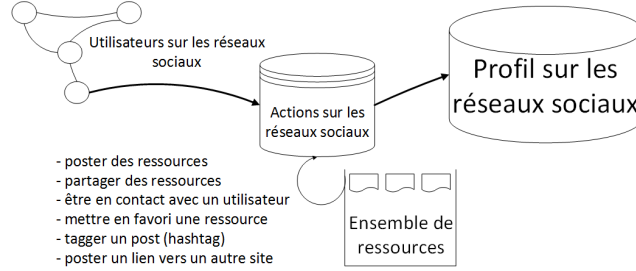 Utilisateurs sur les réseaux
sociaux
Actions sur les
réseaux sociaux
Profil sur les
réseaux sociaux
- poster des ressources
- partager des ressources
- être en contact avec un utilisateur
- mettre en favori une ressource
- tagger un post (hashtag)
- poster un lien vers un autre site
Ensemble de
ressources